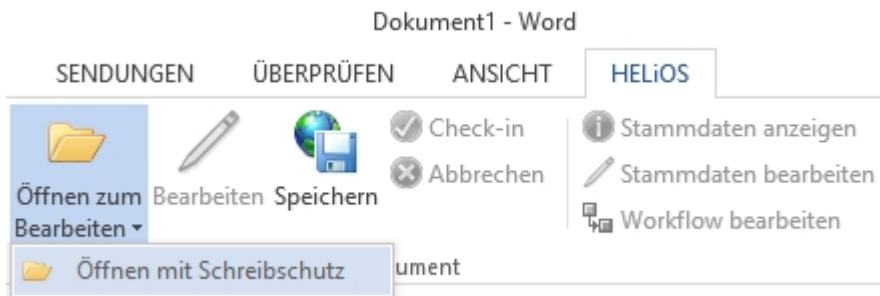 Dokument1 - Word
SENDUNGEN ÜBERPRÜFEN ANSICHT HELiOS
Öffnen zum Bearbeiten
Bearbeiten
Speichern
Check-in
Abbrechen
Stammdaten anzeigen
Stammdaten bearbeiten
Workflow bearbeiten
Öffnen mit Schreibschutz
ument